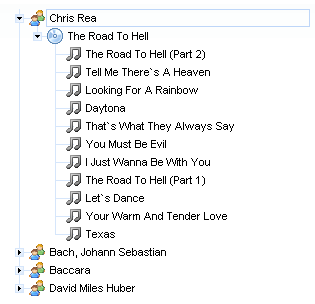 Chris Rea
The Road To Hell
The Road To Hell (Part 2)
Tell Me There`s A Heaven
Looking For A Rainbow
Daytona
That`s What They Always Say
You Must Be Evil
I Just Wanna Be With You
The Road To Hell (Part 1)
Let`s Dance
Your Warm And Tender Love
Texas
Bach, Johann Sebastian
Baccara
David Miles Huber